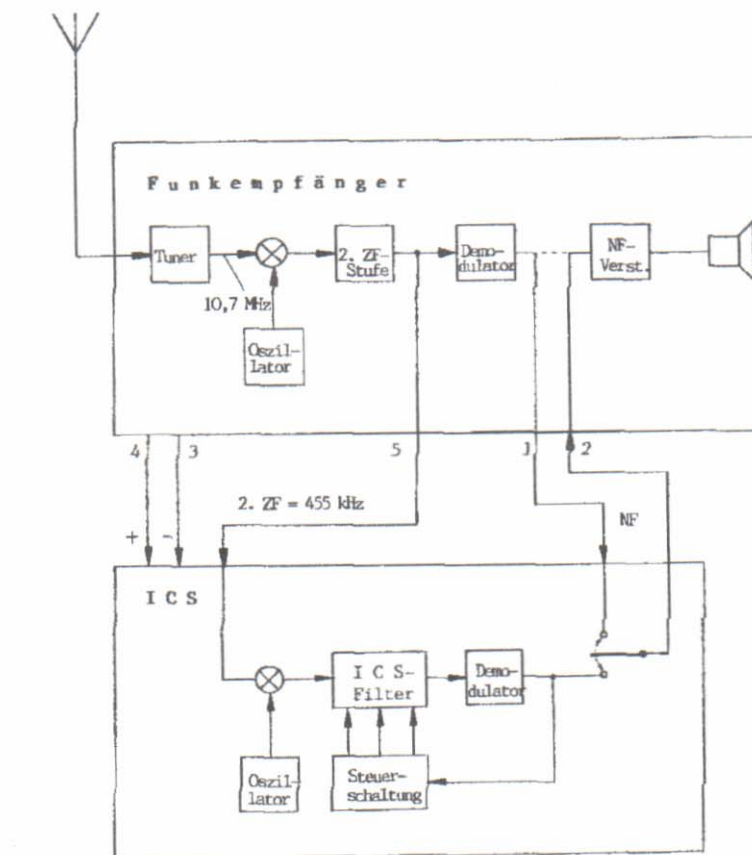 Funkempfänger
Tuner
2. ZF-
Stufe
Demo-
dulator
NF-
Verst.
10,7 MHz
Oszil-
lator
4
3
5
1
2
2. ZF = 455 kHz
NF
+
-
ICS
ICS-
Filter
Demo-
dulator
Oszil-
lator
Steuer-
schaltung